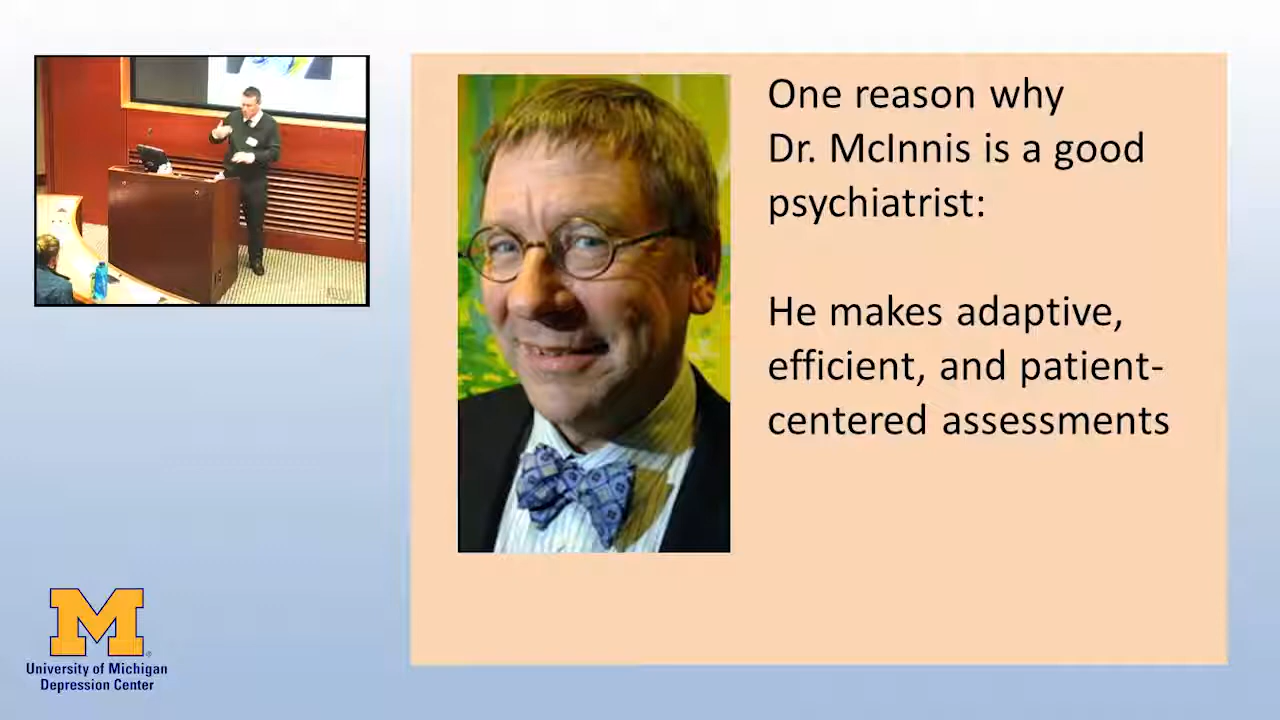 One reason why
Dr. McInnis is a good
psychiatrist:
He makes adaptive,
efficient, and patient-
centered assessments
M
University of Michigan
Depression Center